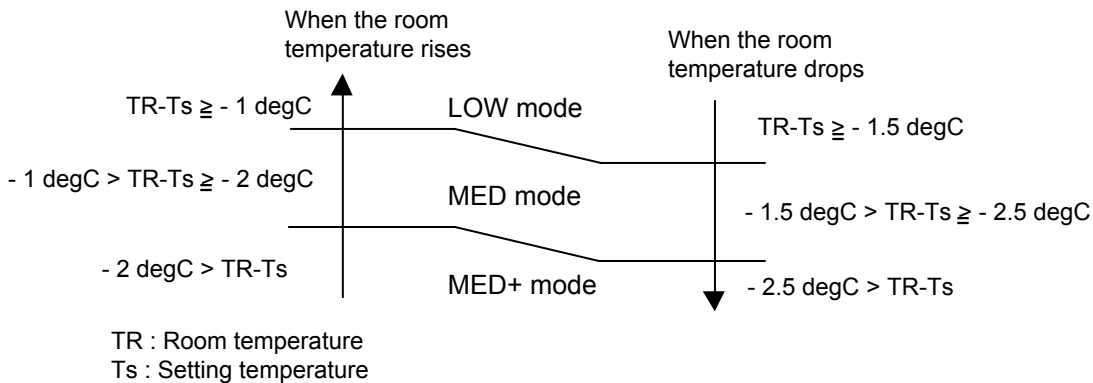 When the room
temperature rises
When the room
temperature drops
TR-Ts ≧ - 1 degC
LOW mode
TR-Ts ≧ - 1.5 degC
- 1 degC > TR-Ts ≧ - 2 degC
MED mode
- 1.5 degC > TR-Ts ≧ - 2.5 degC
- 2 degC > TR-Ts
MED+ mode
- 2.5 degC > TR-Ts
TR : Room temperature
Ts : Setting temperature